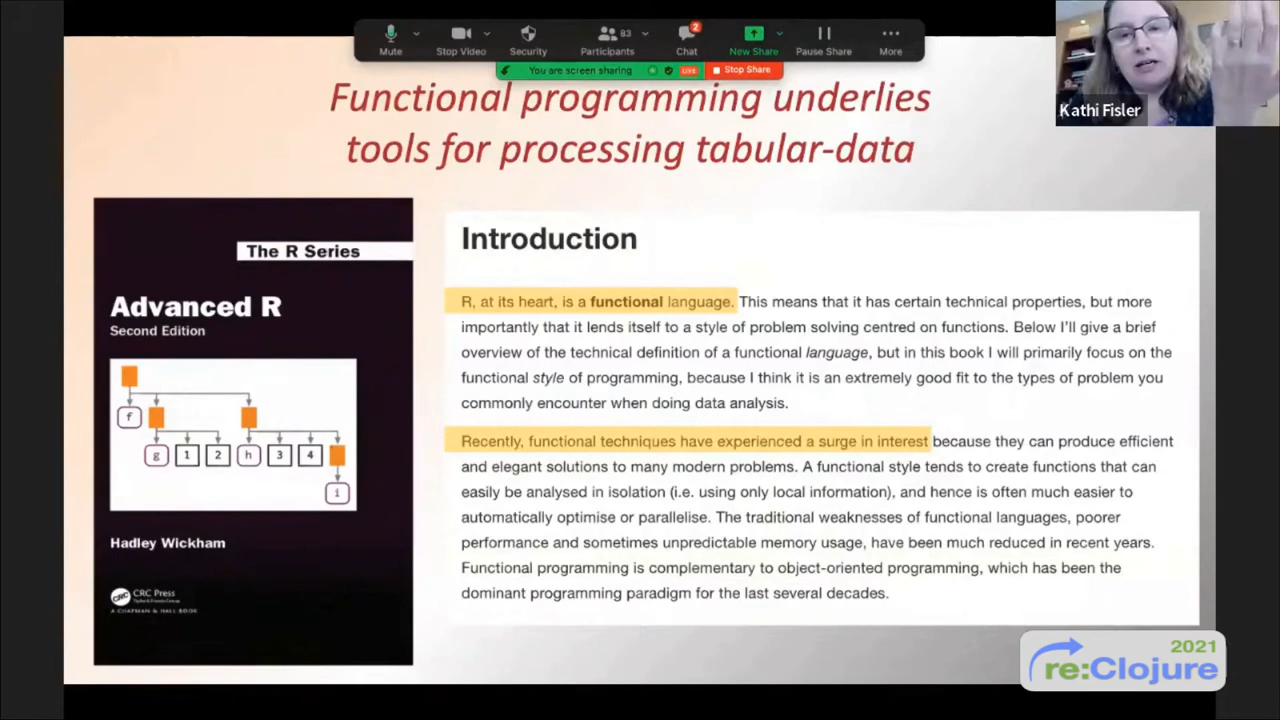 83
2
Mute
Stop Video
Security
Participants
Chat
New Share
Pause Share
More
You are screen sharing
LIVE
Stop Share
Kathi Fisler
Functional programming underlies
tools for processing tabular-data
The R Series
Advanced R
Second Edition
f
g 1 2 h 3 4
i
Hadley Wickham
CRC
CRC Press
Taylor & Francis Group
A CHAPMAN & HALL BOOK
Introduction
R, at its heart, is a functional language. This means that it has certain technical properties, but more
importantly that it lends itself to a style of problem solving centred on functions. Below I'll give a brief
overview of the technical definition of a functional language, but in this book I will primarily focus on the
functional style of programming, because I think it is an extremely good fit to the types of problem you
commonly encounter when doing data analysis.
Recently, functional techniques have experienced a surge in interest because they can produce efficient
and elegant solutions to many modern problems. A functional style tends to create functions that can
easily be analysed in isolation (i.e. using only local information), and hence is often much easier to
automatically optimise or parallelise. The traditional weaknesses of functional languages, poorer
performance and sometimes unpredictable memory usage, have been much reduced in recent years.
Functional programming is complementary to object-oriented programming, which has been the
dominant programming paradigm for the last several decades.
2021
re:Clojure